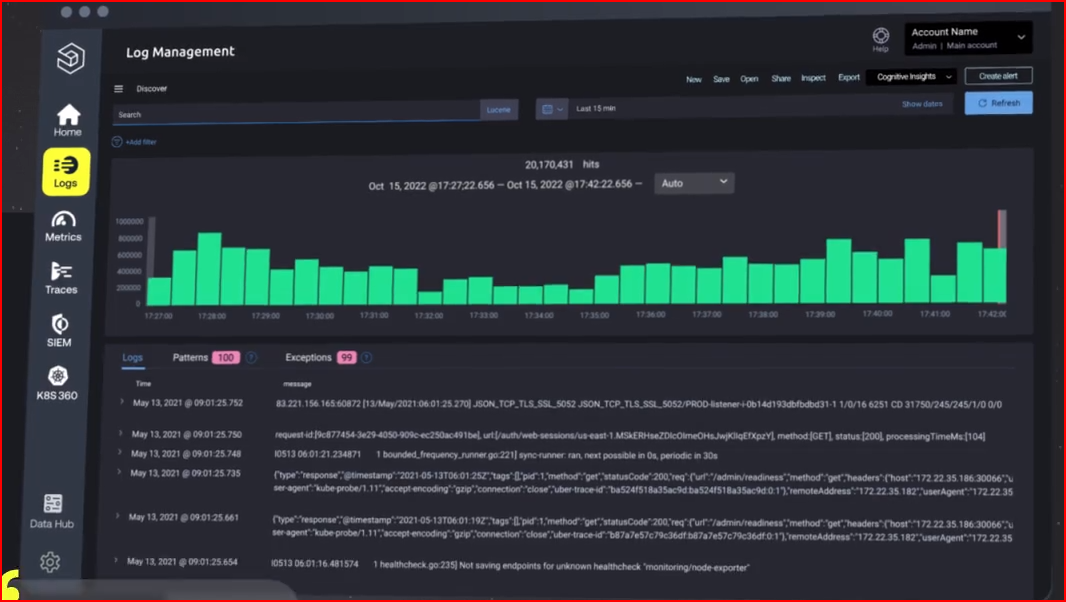 Log Management
Help
Account Name
Admin | Main account
Discover
New Save Open Share Inspect Export Cognitive Insights Create alert
Search Lucene Last 15 min Show dates Refresh
+Add filter
Home
Logs
Metrics
Traces
SIEM
K8S 360
Data Hub
20,170,431 hits
Oct 15, 2022 @17:27;22.656 — Oct 15, 2022 @17:42:22.656 — Auto
1000000
800000
600000
400000
200000
0
17:27:00 17:28:00 17:29:00 17:30:00 17:31:00 17:32:00 17:33:00 17:34:00 17:35:00 17:36:00 17:37:00 17:38:00 17:39:00 17:40:00 17:41:00 17:42:00
Logs Patterns 100 ? Exceptions 99 ?
Time message
May 13, 2021 @ 09:01:25.752 83.221.156.165:60872 [13/May/2021:06:01:25.270] JSON_TCP_TLS_SSL_5052 JSON_TCP_TLS_SSL_5052/PROD-listener-i-0b14d193dbfbdbd31-1 1/0/16 6251 CD 31750/245/245/1/0 0/0
May 13, 2021 @ 09:01:25.750 request-id:[9c877454-3e29-4050-909c-ec250ac491be], method:[GET], status:[200], processingTimeMs:[104]
May 13, 2021 @ 09:01:25.748 I0513 06:01:21.234871 1 bounded_frequency_runner.go:221] sync-runner: ran, next possible in 0s, periodic in 30s
May 13, 2021 @ 09:01:25.735 {"type":"response","@timestamp":"2021-05-13T06:01:25Z","tags":[],"pid":1,"method":"get","statusCode":200,"req":{"url":"/admin/readiness","method":"get","headers":{"host":"172.22.35.186:30066","u
ser-agent":"kube-probe/1.11","accept-encoding":"gzip","connection":"close","uber-trace-id":"ba524f518a35ac9d:ba524f518a35ac9d:0:1"},"remoteAddress":"172.22.35.182","userAgent":"172.22.35
May 13, 2021 @ 09:01:25.661 {"type":"response","@timestamp":"2021-05-13T06:01:19Z","tags":[],"pid":1,"method":"get","statusCode":200,"req":{"url":"/admin/readiness","method":"get","headers":{"host":"172.22.35.186:30066","u
ser-agent":"kube-probe/1.11","accept-encoding":"gzip","connection":"close","uber-trace-id":"b87a7e57c79c36df:b87a7e57c79c36df:0:1"},"remoteAddress":"172.22.35.182","userAgent":"172.22.35
May 13, 2021 @ 09:01:25.654 I0513 06:01:16.481574 1 healthcheck.go:235] Not saving endpoints for unknown healthcheck "monitoring/node-exporter"